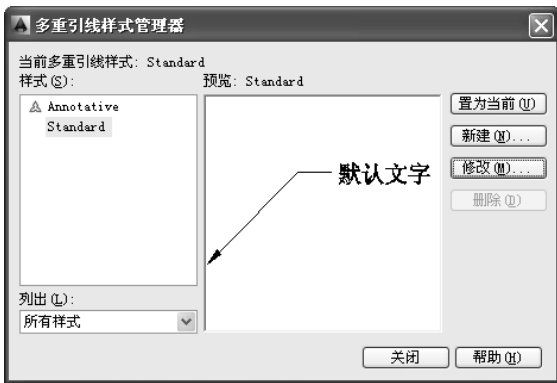 多重引线样式管理器
当前多重引线样式: Standard
样式(S):
预览: Standard
Annotative
Standard
默认文字
置为当前(U)
新建(N)...
修改(M)...
删除(D)
列出(L):
所有样式
关闭
帮助(H)